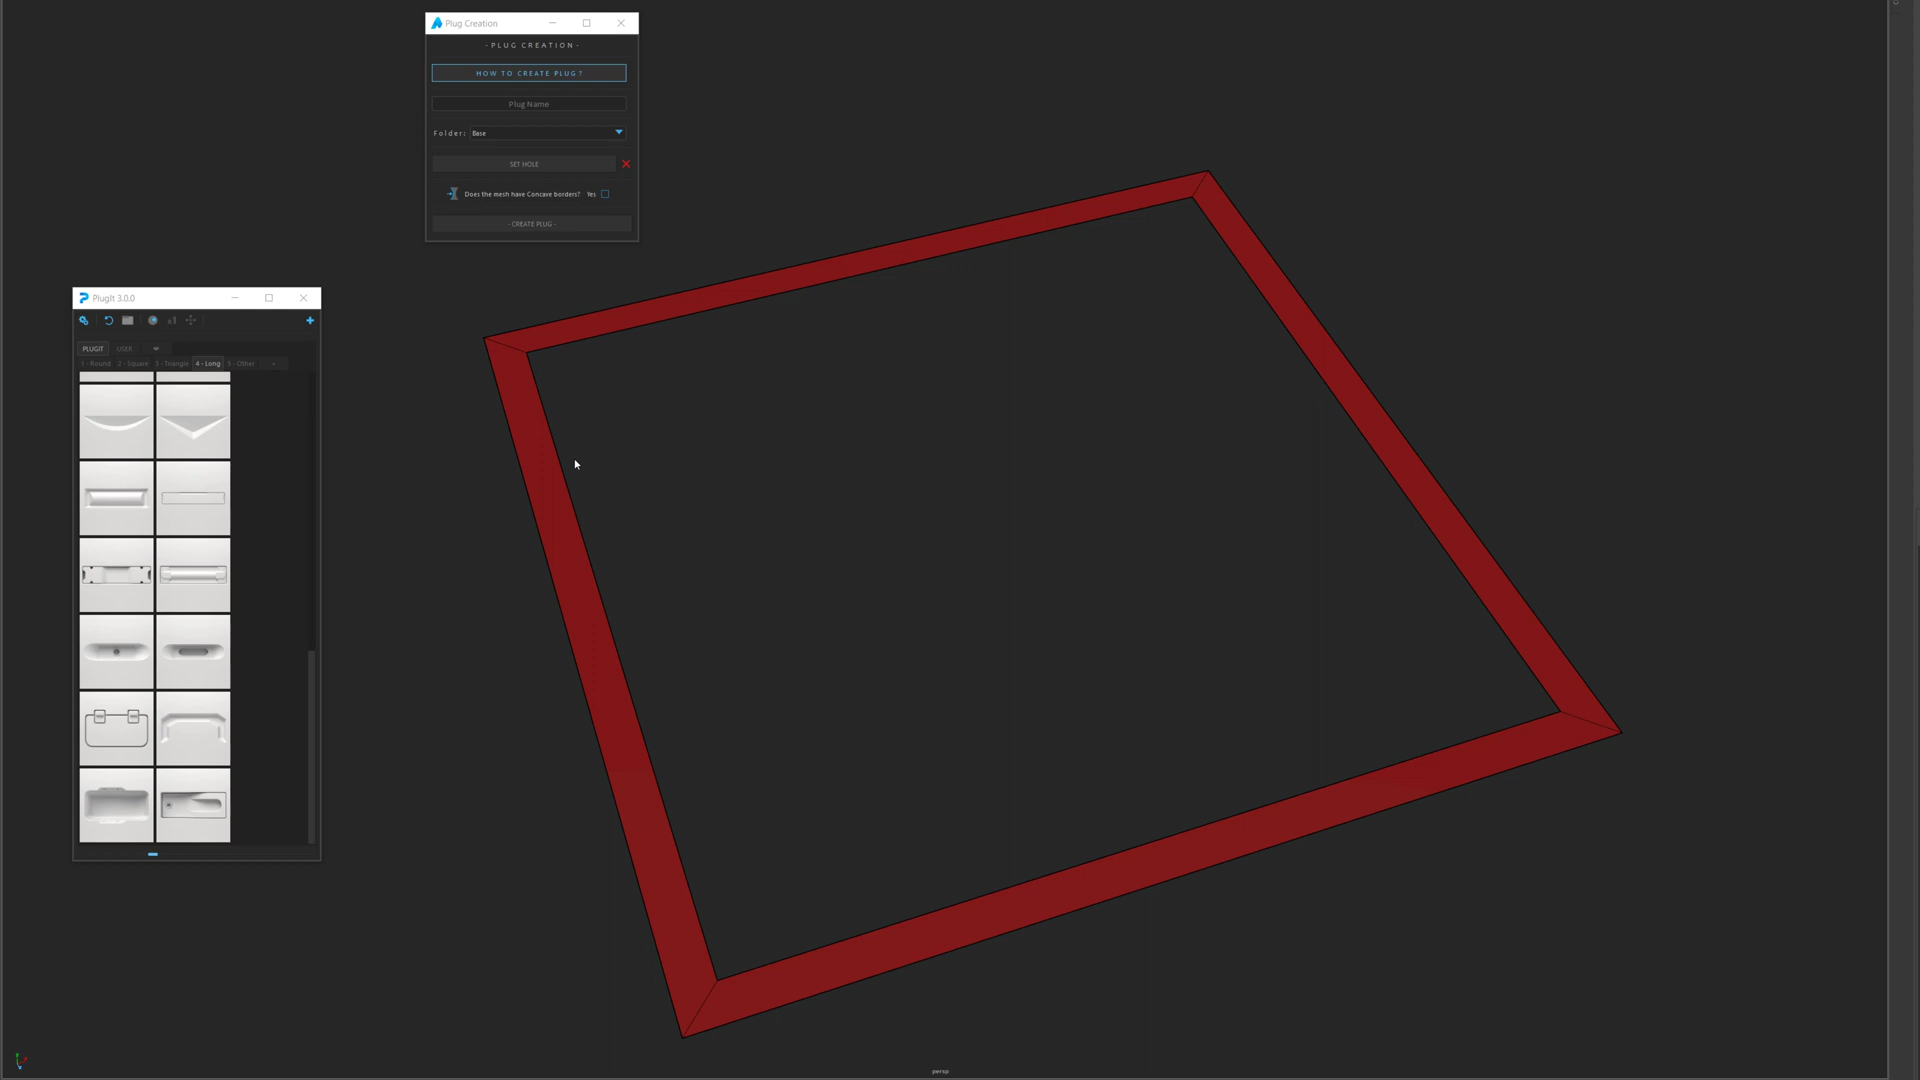 Plug Creation
- PLUG CREATION -
HOW TO CREATE PLUG ?
Plug Name
Folder: Base
SET HOLE
Does the mesh have Concave borders? Yes
- CREATE PLUG -
PlugIt 3.0.0
PLUGIT USER
1 - Round 2 - Square 3 - Triangle 4 - Long 5 - Other
persp